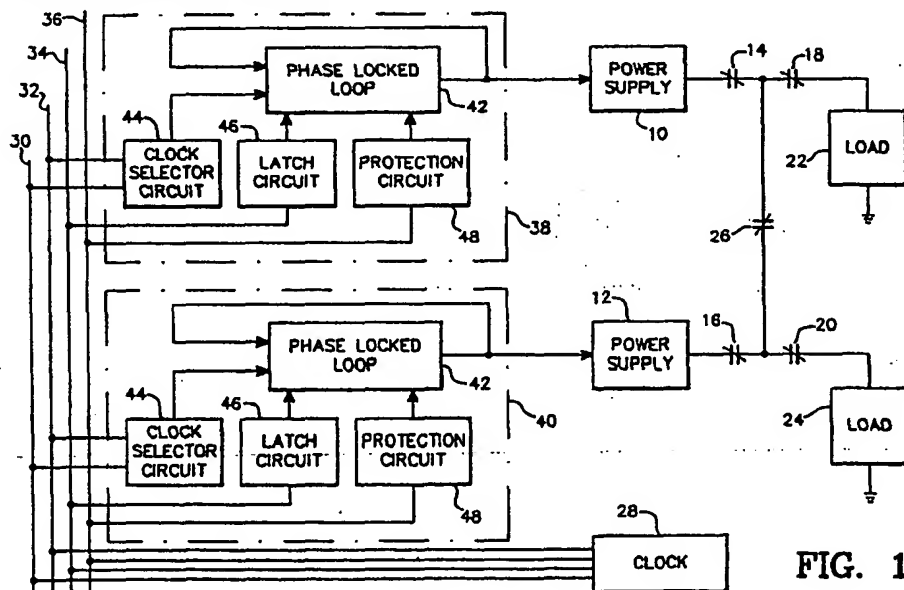 36
34
32
30
PHASE LOCKED
LOOP
42
44
CLOCK
SELECTOR
CIRCUIT
46
LATCH
CIRCUIT
PROTECTION
CIRCUIT
48
38
POWER
SUPPLY
10
14
18
22
LOAD
26
PHASE LOCKED
LOOP
42
44
CLOCK
SELECTOR
CIRCUIT
46
LATCH
CIRCUIT
PROTECTION
CIRCUIT
48
40
12
POWER
SUPPLY
16
20
24
LOAD
28
CLOCK
FIG. 1